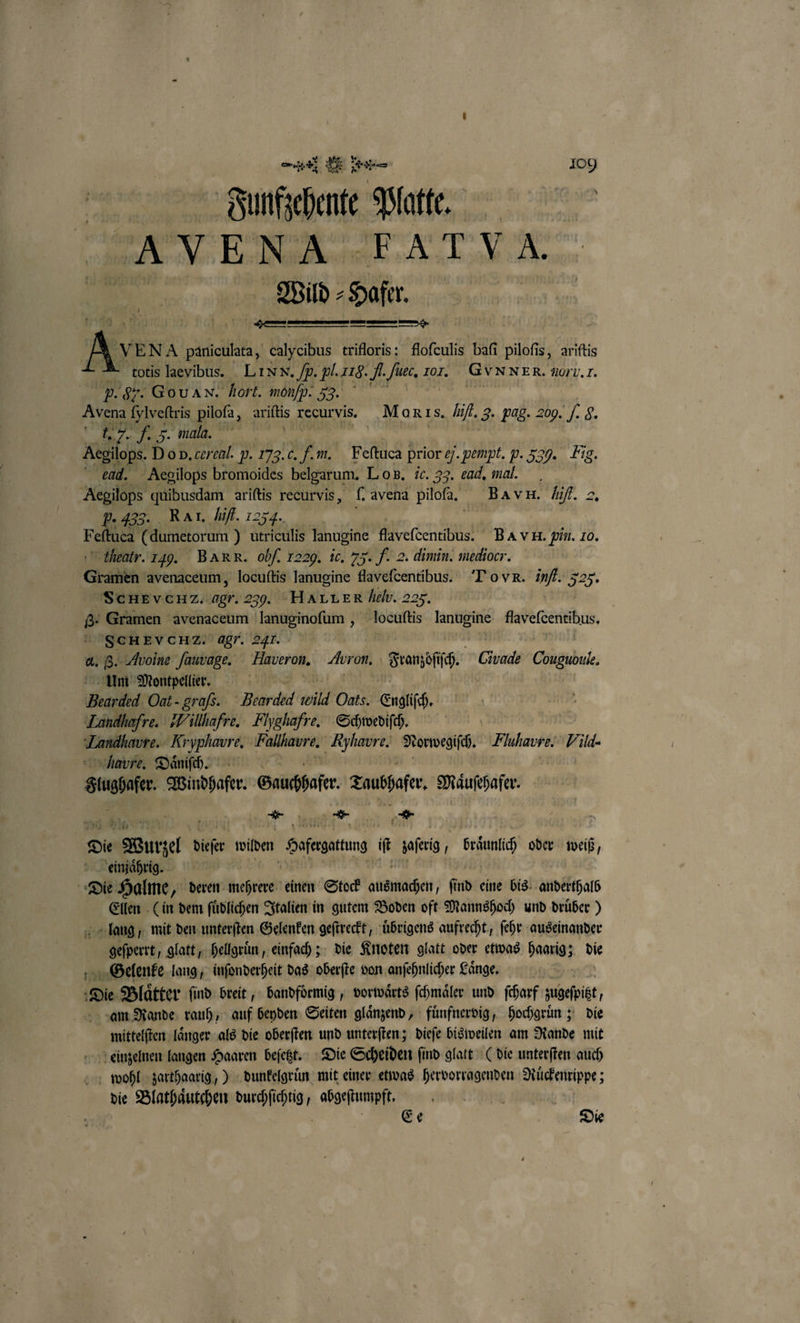 109
Funfzehente Platte.
AVENA FATVA.
Wild-Hafer.
AVENA paniculata, calycibus trifloris: flosculis basi pilosis, aristis
totis laevibus. LINN. sp. pl. 118. fl. suec. 101. GVNNER. norv. 1.
p. 87. GOUAN. hort. monsp. 53.
Avena sylvestris pilosa, aristis recurvis. MORIS. hist. 3. pag. 209. f. 8.
t. 7. f. 5. mala.
Aegilops. DOD. cereal. p. 173. c. f. m. Festuca prior ej. pempt. p. 539. Fig.
ead. Aegilops bromoides belgarum. LOB. ic. 33. ead. mal.
Aegilops quibusdam aristis recurvis, s. avena pilosa. BAVH. hist. 2.
p. 433. RAI. hist. 1254.
Festuca (dumetorum) utriculis lanugine flavescentibus. BAVH. pin. 10.
theatr. 149. BARR. obs. 1229. ic. 75. f. 2. dimin. mediocr.
Gramen avenaceum, locustis lanugine flavescentibus. TOVR. inst. 525.
SCHEVCHZ. agr. 239. HALLER helv. 225.
β. Gramen avenaceum lanuginosum, locustis lanugine flavescentibus.
SCHEVCHZ. agr. 241.
α. β. Avoine sauvage. Haveron. Avron. Französisch. Civade Couguoule.
Um Montpellier.
Bearded Oat-grass. Bearded wild Oats. Englisch.
Landhafre. Willhafre. Flyghafre. Schwedisch.
Landhavre. Kryphavre. Fallhavre. Ryhavre. Norwegisch. Fluhavre. Vild-
havre. Dänisch.
Flughafer. Windhafer. Gauchhafer. Taubhafer. Mäusehafer.
Die Wurzel dieser wilden Hafergattung ist zaserig, bräunlich oder weiß,
einjährig.
Die Halme, deren mehrere einen Stock ausmachen, sind eine bis anderthalb
Ellen (in dem südlichen Italien in gutem Boden oft Mannshoch und drüber)
lang, mit den untersten Gelenken gestreckt, übrigens aufrecht, sehr auseinander
gesperrt, glatt, hellgrün, einfach; die Knoten glatt oder etwas haarig; die
Gelenke lang, insonderheit das oberste von ansehnlicher Länge.
Die Blätter sind breit, bandförmig, vorwärts schmäler und scharf zugespitzt,
am Rande rauh, auf beyden Seiten glänzend, fünfnervig, hochgrün; die
mittelsten länger als die obersten und untersten; diese bisweilen am Rande mit
einzelnen langen Haaren besetzt. Die Scheiden sind glatt (die untersten auch
wohl zarthaarig,) dunkelgrün mit einer etwas hervorragenden Rückenrippe;
die Blathäutchen durchsichtig, abgestumpft.
Ee Die